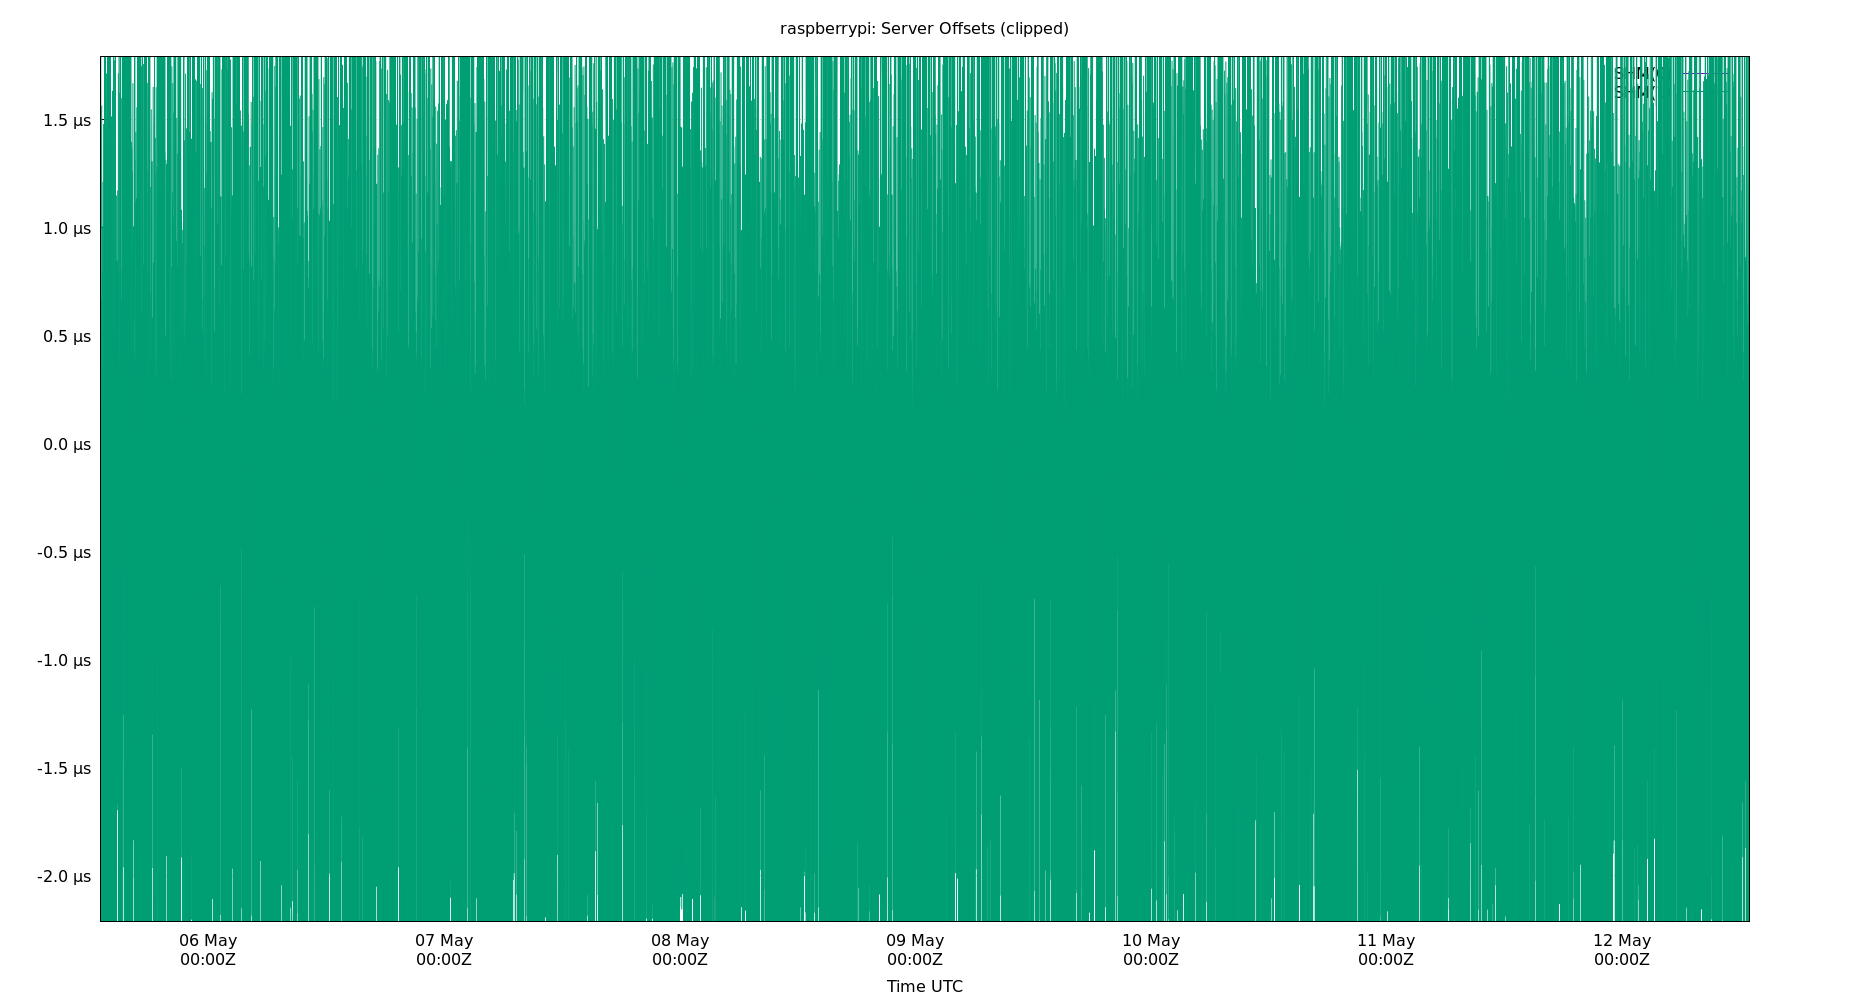 raspberrypi: Server Offsets (clipped)
1.5 µs
1.0 µs
0.5 µs
0.0 µs
-0.5 µs
-1.0 µs
-1.5 µs
-2.0 µs
06 May 07 May 08 May 09 May 10 May 11 May 12 May
00:00Z 00:00Z 00:00Z 00:00Z 00:00Z 00:00Z 00:00Z
Time UTC